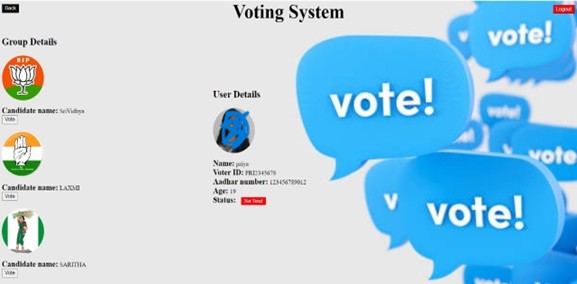 Back
Voting System
Logout
Group Details
BJP
Candidate name: SriVidhya
Vote
Candidate name: LAXMI
Vote
Candidate name: SARITHA
Vote
User Details
Name: priya
Voter ID: PRI2345678
Aadhar number: 123456789012
Age: 19
Status: Not Voted
vote!
vote!
vote!
vote
vote!
v